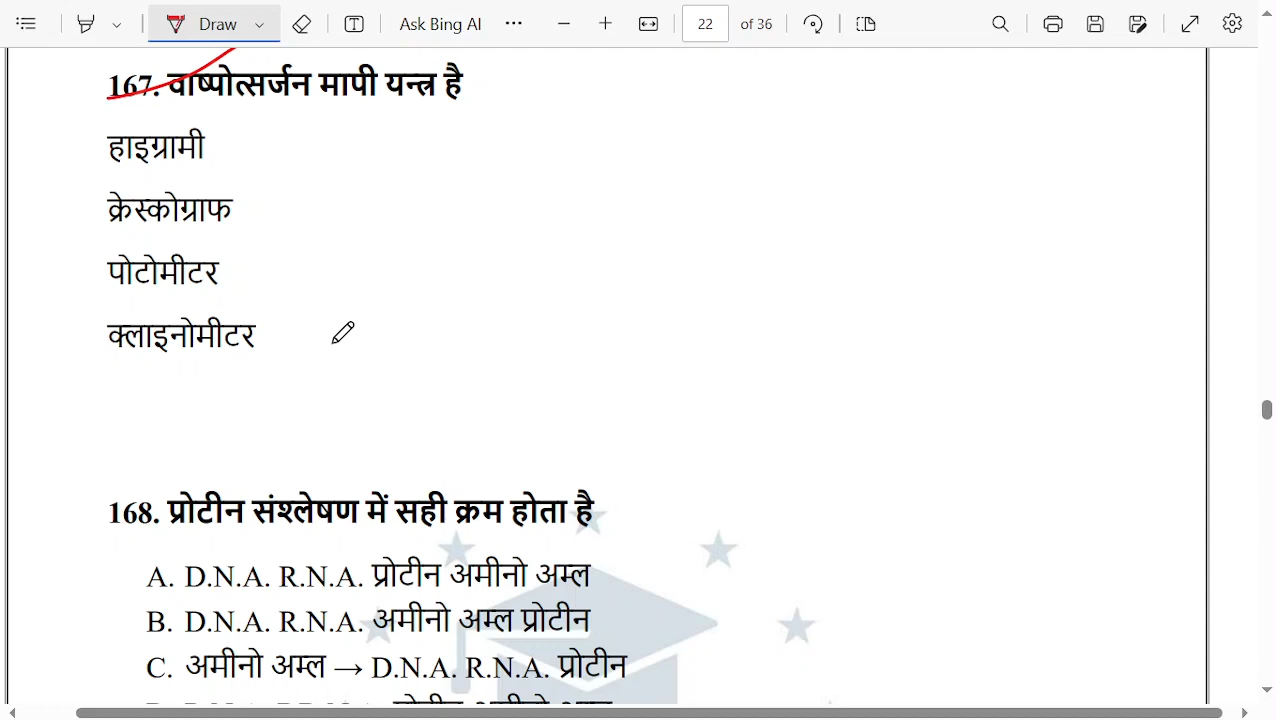 Draw
Ask Bing AI
22 of 36
167. वाष्पोत्सर्जन मापी यन्त्र है
हाइग्रामी
क्रेस्कोग्राफ
पोटोमीटर
क्लाइनोमीटर
168. प्रोटीन संश्लेषण में सही क्रम होता है
A. D.N.A. R.N.A. प्रोटीन अमीनो अम्ल
B. D.N.A. R.N.A. अमीनो अम्ल प्रोटीन
C. अमीनो अम्ल → D.N.A. R.N.A. प्रोटीन